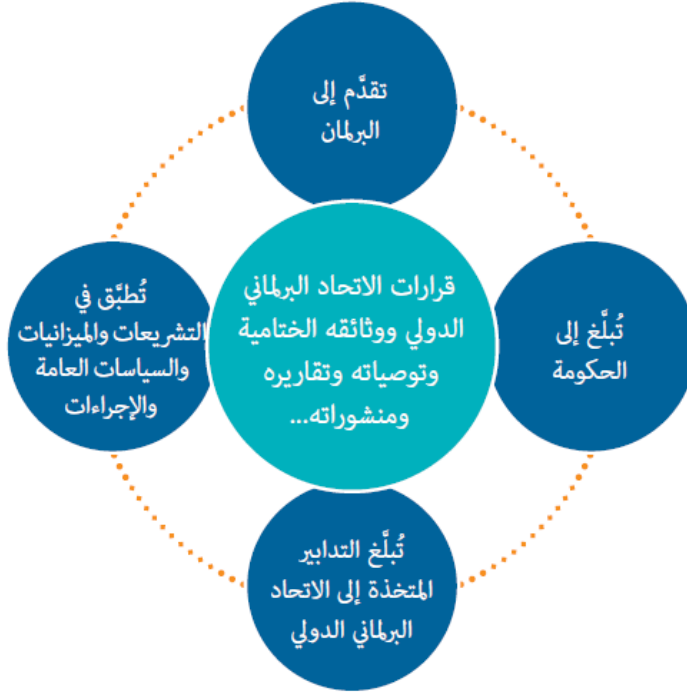 تقدَّم إلى
البرلمان
تُبلَّغ إلى
الحكومة
قرارات الاتحاد البرلماني
الدولي ووثائقه الختامية
وتوصياته وتقاريره
ومنشوراته...
تُطبَّق في
التشريعات والميزانيات
والسياسات العامة
والإجراءات
تُبلَّغ التدابير
المتخذة إلى الاتحاد
البرلماني الدولي